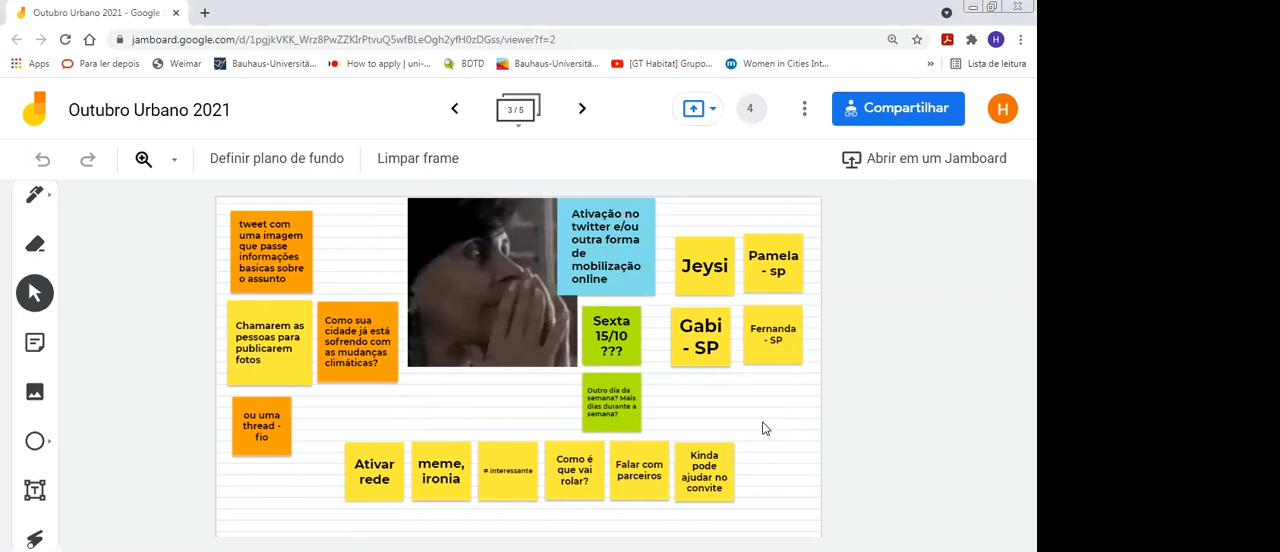 Outubro Urbano 2021 - Google
jamboard.google.com/d/1pgjkVKK_Wrz8PwZZKIrPtvuQ5wfBLeOgh2yfH0zDGss/viewer?f=2
H
Apps
Para ler depois
Weimar
Bauhaus-Universitä...
How to apply | uni-...
BDTD
Bauhaus-Universitä...
[GT Habitat] Grupo...
Women in Cities Int...
»
Lista de leitura
Outubro Urbano 2021
3 / 5
4
Compartilhar
H
Definir plano de fundo
Limpar frame
Abrir em um Jamboard
tweet com
uma imagem
que passe
informações
basicas sobre
o assunto
Ativação no
twitter e/ou
outra forma
de
mobilização
online
Jeysi
Pamela
- sp
Chamarem as
pessoas para
publicarem
fotos
Como sua
cidade já está
sofrendo com
as mudanças
climáticas?
Sexta
15/10
???
Gabi
- SP
Fernanda
- SP
Outro dia da
semana? Mais
dias durante a
semana?
ou uma
thread -
fio
Ativar
rede
meme,
ironia
# interessante
Como é
que vai
rolar?
Falar com
parceiros
Kinda
pode
ajudar no
convite